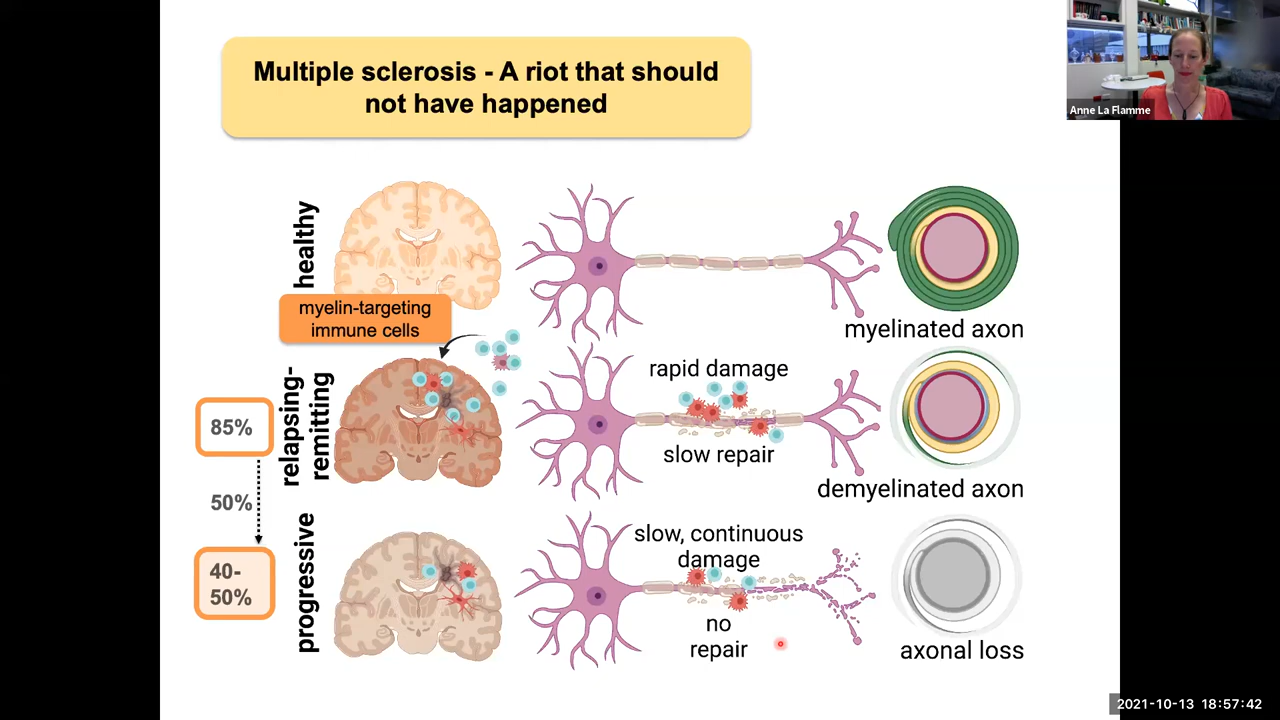 Multiple sclerosis - A riot that should
not have happened
Anne La Flamme
healthy
myelin-targeting
immune cells
myelinated axon
relapsing-
remitting
rapid damage
slow repair
demyelinated axon
85%
50%
40-
50%
progressive
slow, continuous
damage
no
repair
axonal loss
2021-10-13 18:57:42